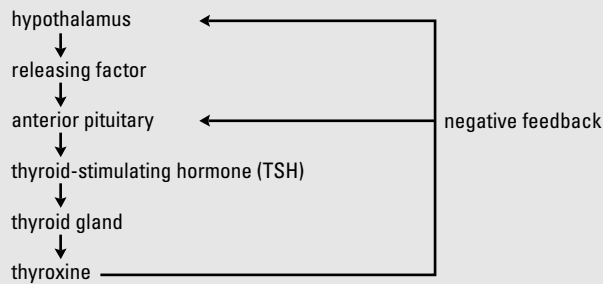 hypothalamus
releasing factor
anterior pituitary
negative feedback
thyroid-stimulating hormone (TSH)
thyroid gland
thyroxine